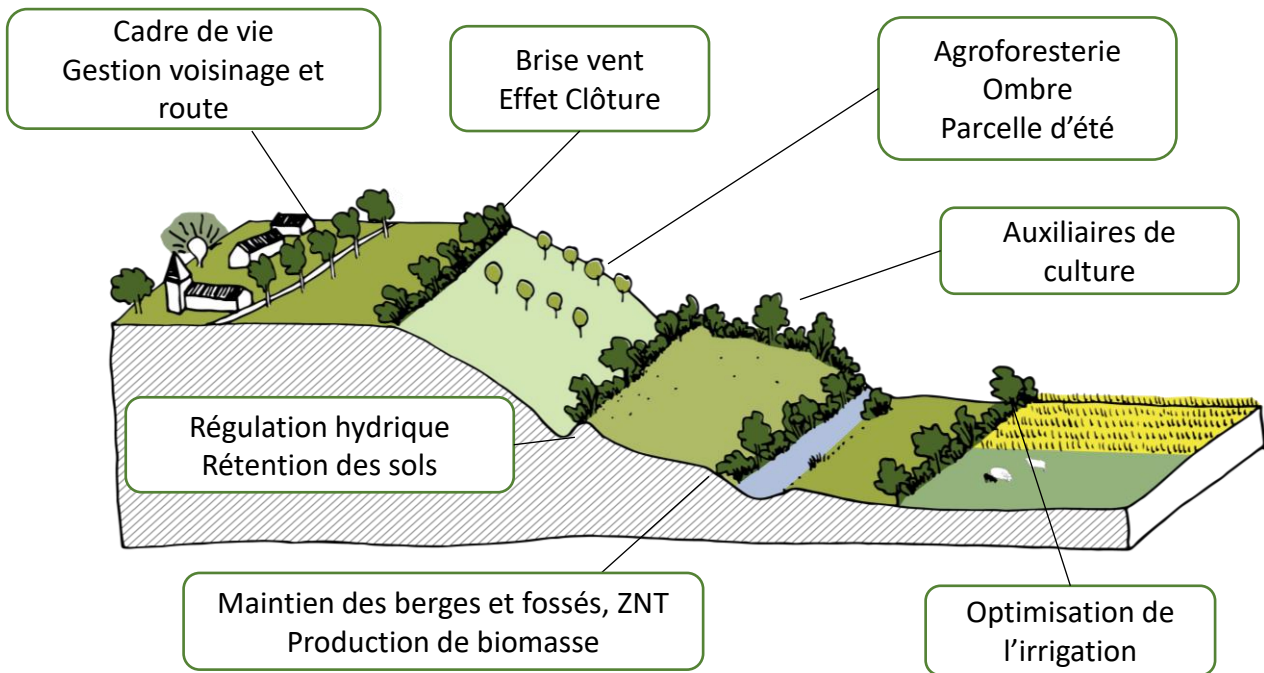 Cadre de vie
Gestion voisinage et
route
Brise vent
Effet Clôture
Agroforesterie
Ombre
Parcelle d’été
Auxiliaires de
culture
Régulation hydrique
Rétention des sols
Maintien des berges et fossés, ZNT
Production de biomasse
Optimisation de
l’irrigation